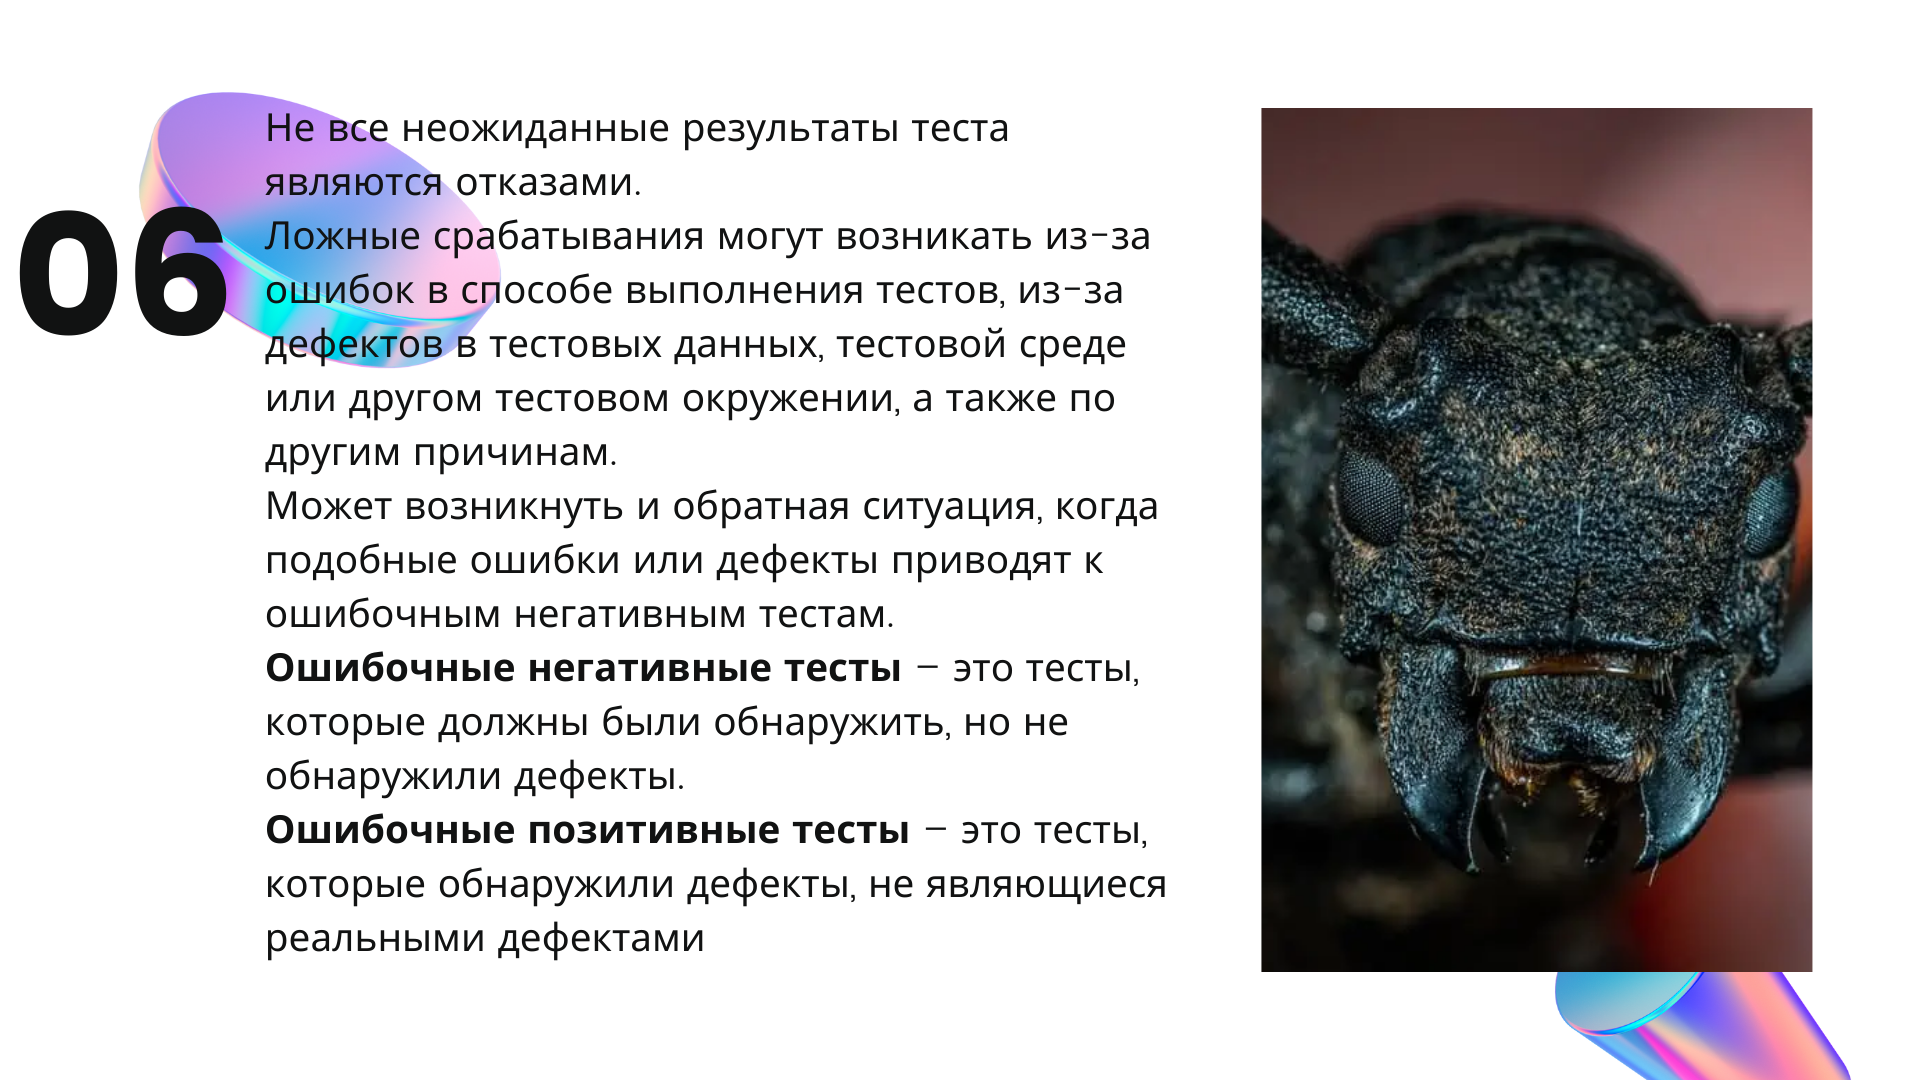 06
Не все неожиданные результаты теста
являются отказами.
Ложные срабатывания могут возникать из-за
ошибок в способе выполнения тестов, из-за
дефектов в тестовых данных, тестовой среде
или другом тестовом окружении, а также по
другим причинам.
Может возникнуть и обратная ситуация, когда
подобные ошибки или дефекты приводят к
ошибочным негативным тестам.
Ошибочные негативные тесты – это тесты,
которые должны были обнаружить, но не
обнаружили дефекты.
Ошибочные позитивные тесты – это тесты,
которые обнаружили дефекты, не являющиеся
реальными дефектами